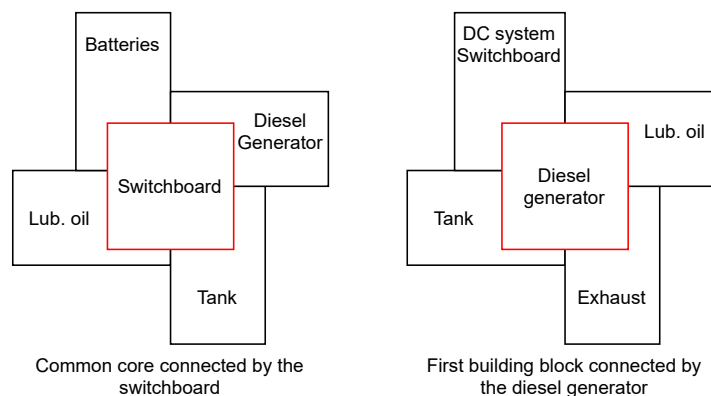 Batteries
Diesel
Generator
Switchboard
Lub. oil
Tank
Common core connected by the
switchboard
DC system
Switchboard
Lub. oil
Diesel
generator
Tank
Exhaust
First building block connected by
the diesel generator